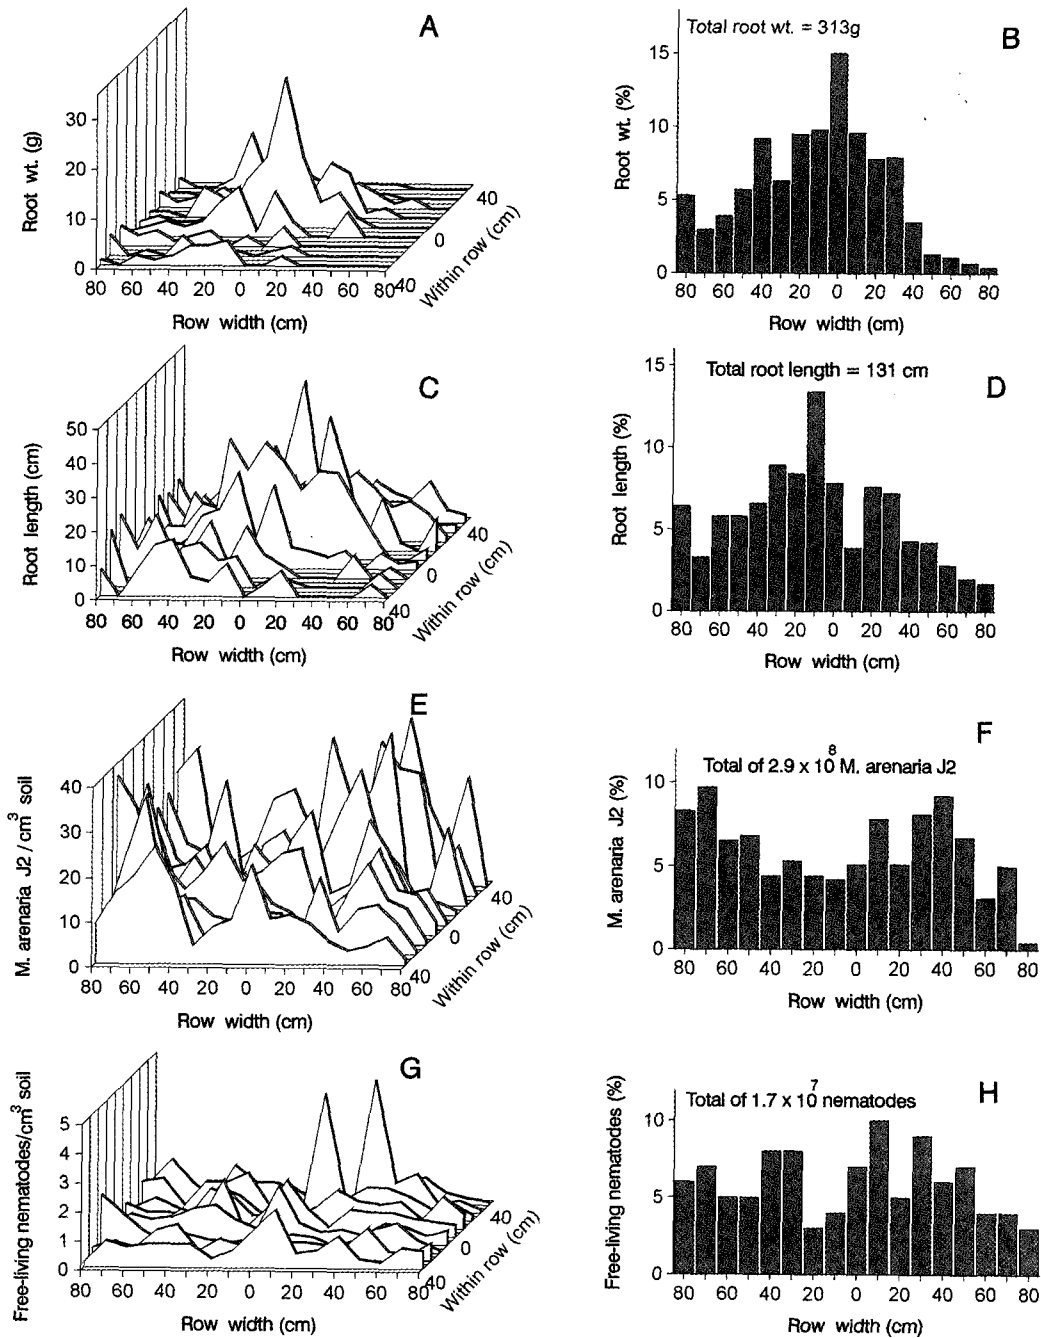 A
Root wt. (g)
30
20
10
0
80 60 40 20 0 20 40 60 80
40
0
40
Within row (cm)
Row width (cm)
B
Total root wt. = 313g
Root wt. (%)
15
10
5
0
80 60 40 20 0 20 40 60 80
Row width (cm)
C
Root length (cm)
50
40
30
20
10
0
80 60 40 20 0 20 40 60 80
40
0
40
Within row (cm)
Row width (cm)
D
Total root length = 131 cm
Root length (%)
15
10
5
0
80 60 40 20 0 20 40 60 80
Row width (cm)
E
M. arenaria J2 / cm³ soil
40
30
20
10
0
80 60 40 20 0 20 40 60 80
40
0
40
Within row (cm)
Row width (cm)
F
Total of 2.9 x 10⁸ M. arenaria J2
M. arenaria J2 (%)
10
5
0
80 60 40 20 0 20 40 60 80
Row width (cm)
G
Free-living nematodes/cm³ soil
5
4
3
2
1
0
80 60 40 20 0 20 40 60 80
40
0
40
Within row (cm)
Row width (cm)
H
Total of 1.7 x 10⁷ nematodes
Free-living nematodes (%)
10
5
0
80 60 40 20 0 20 40 60 80
Row width (cm)